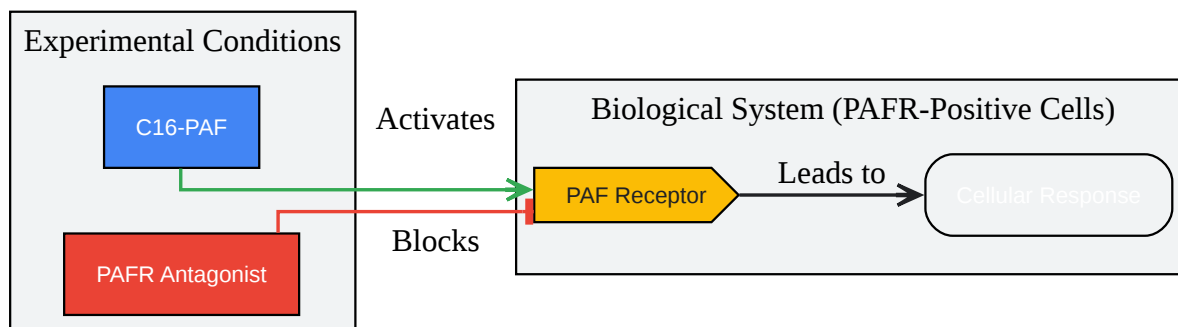 Experimental Conditions
C16-PAF
PAFR Antagonist
Activates
Blocks
Biological System (PAFR-Positive Cells)
PAF Receptor
Leads to
Cellular Response